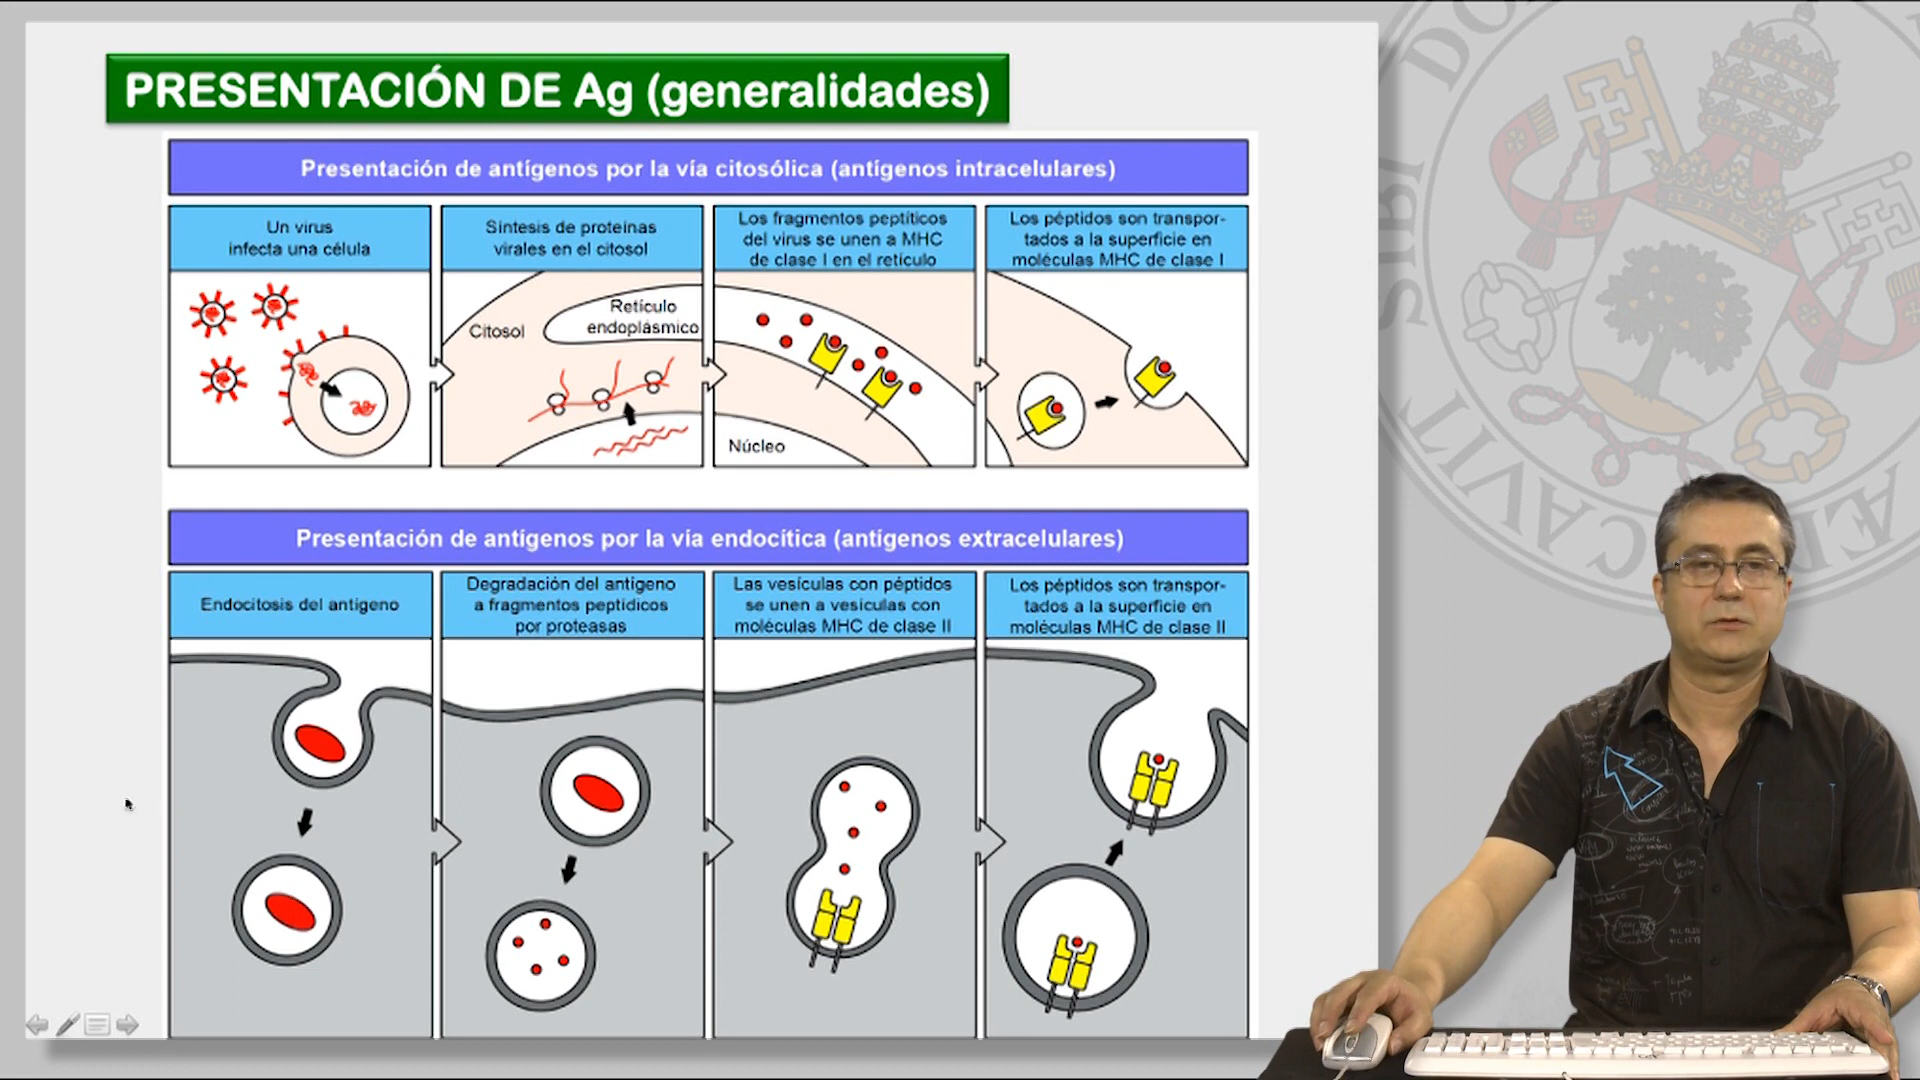 PRESENTACIÓN DE Ag (generalidades)
Presentación de antígenos por la vía citosólica (antígenos intracelulares)
Un virus
infecta una célula
Síntesis de proteínas
virales en el citosol
Los fragmentos peptíticos
del virus se unen a MHC
de clase I en el retículo
Los péptidos son transpor-
tados a la superficie en
moléculas MHC de clase I
Citosol
Retículo
endoplásmico
Núcleo
Presentación de antígenos por la vía endocítica (antígenos extracelulares)
Endocitosis del antígeno
Degradación del antígeno
a fragmentos peptídicos
por proteasas
Las vesículas con péptidos
se unen a vesículas con
moléculas MHC de clase II
Los péptidos son transpor-
tados a la superficie en
moléculas MHC de clase II